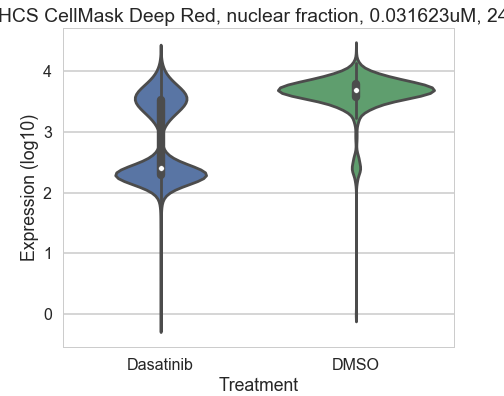 HCS CellMask Deep Red, nuclear fraction, 0.031623uM, 24
4
3
2
1
0
Expression (log10)
Dasatinib DMSO
Treatment